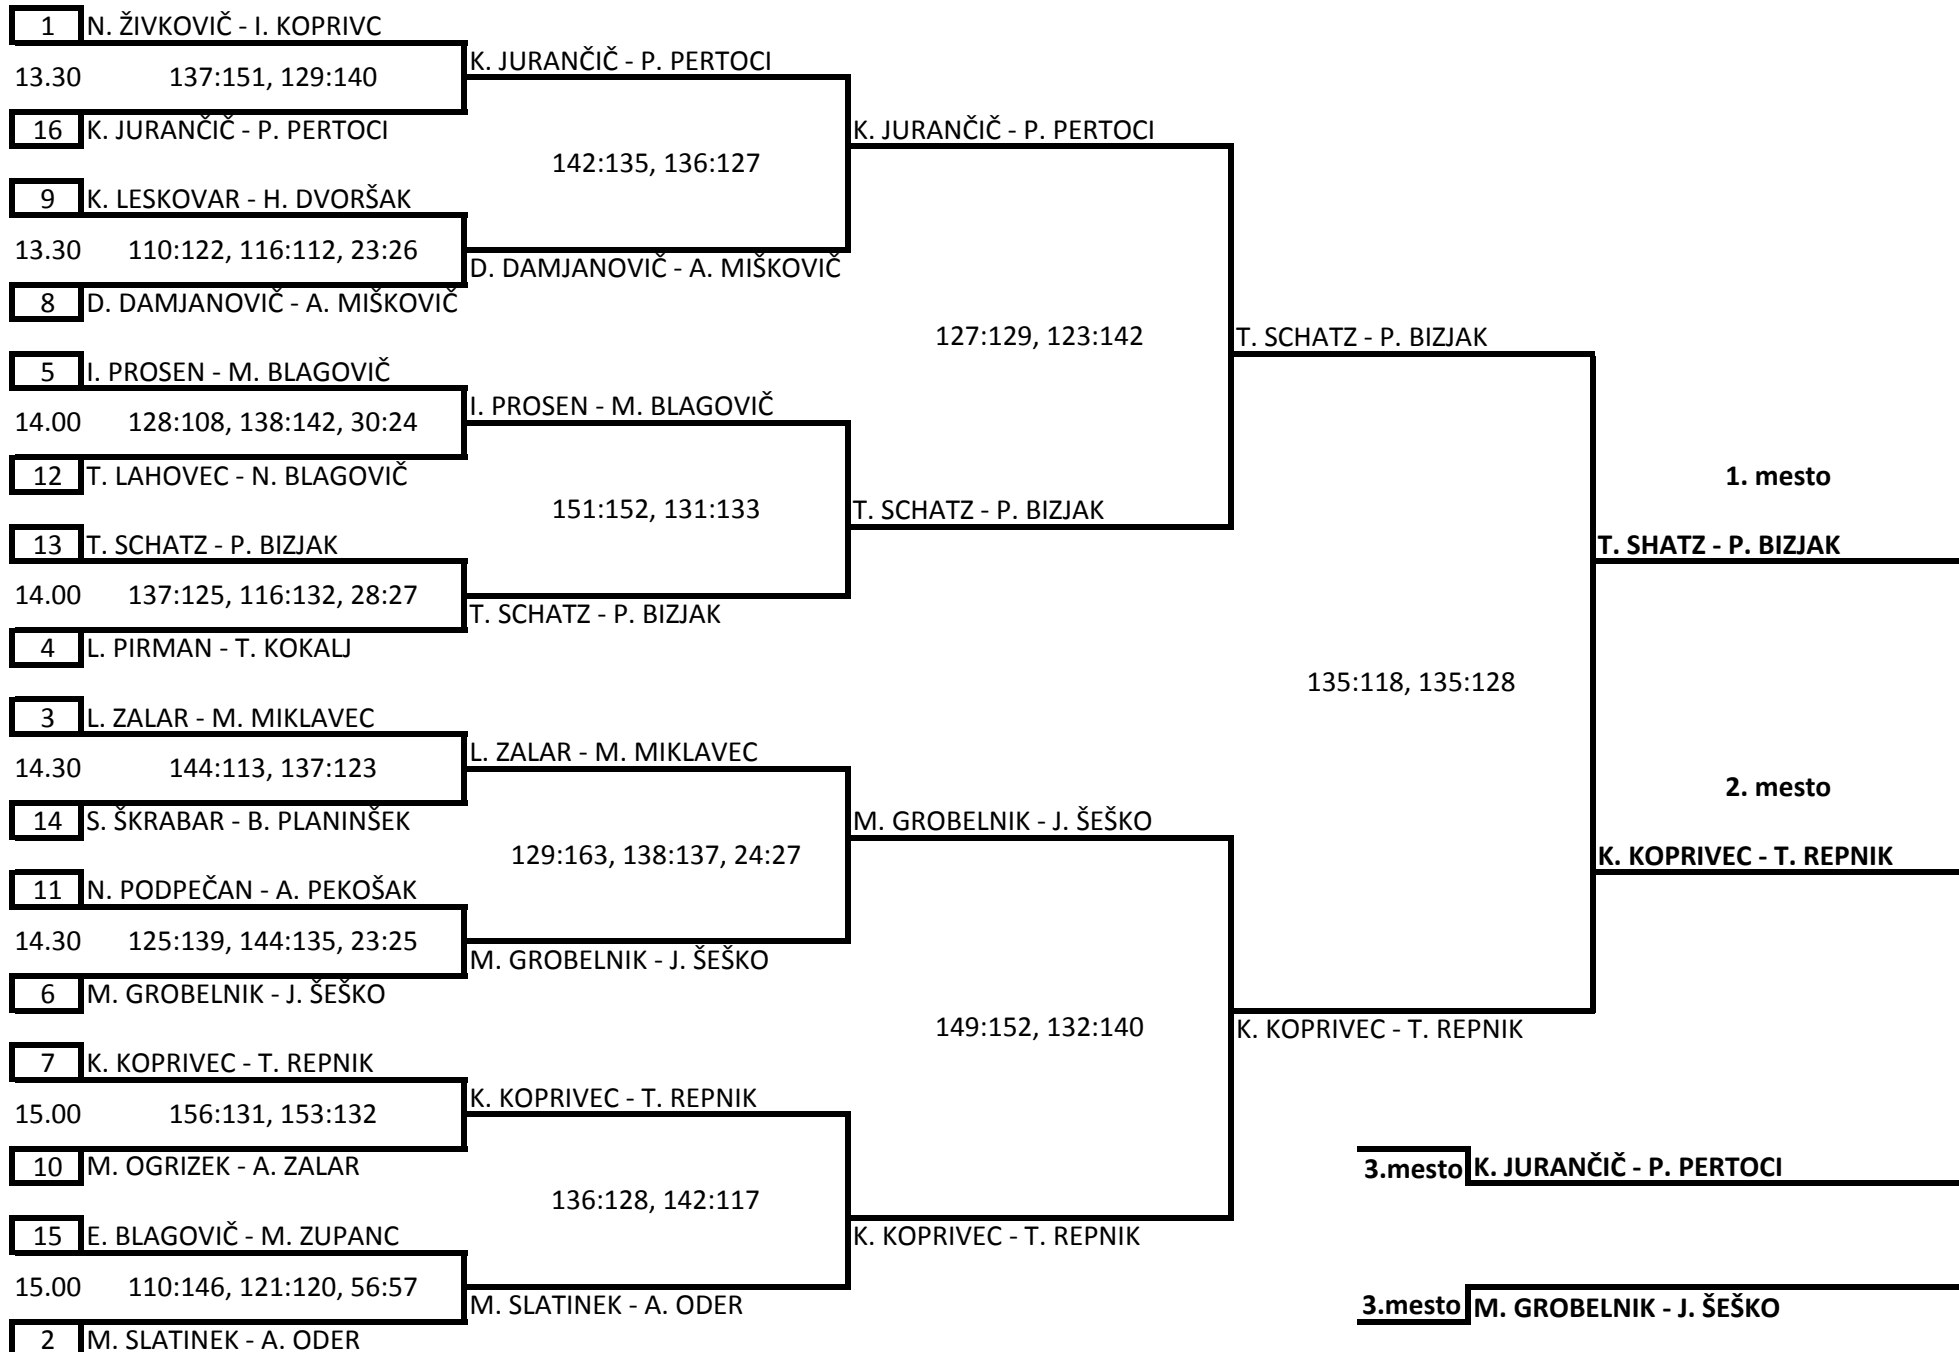 1 N. ŽIVKOVIČ - I. KOPRIVC
K. JURANČIČ - P. PERTOCI
13.30 137:151, 129:140
16 K. JURANČIČ - P. PERTOCI
K. JURANČIČ - P. PERTOCI
142:135, 136:127
9 K. LESKOVAR - H. DVORŠAK
13.30 110:122, 116:112, 23:26
D. DAMJANOVIČ - A. MIŠKOVIČ
8 D. DAMJANOVIČ - A. MIŠKOVIČ
127:129, 123:142
T. SCHATZ - P. BIZJAK
5 I. PROSEN - M. BLAGOVIČ
I. PROSEN - M. BLAGOVIČ
14.00 128:108, 138:142, 30:24
12 T. LAHOVEC - N. BLAGOVIČ
1. mesto
151:152, 131:133
T. SCHATZ - P. BIZJAK
13 T. SCHATZ - P. BIZJAK
T. SHATZ - P. BIZJAK
14.00 137:125, 116:132, 28:27
T. SCHATZ - P. BIZJAK
4 L. PIRMAN - T. KOKALJ
135:118, 135:128
3 L. ZALAR - M. MIKLAVEC
L. ZALAR - M. MIKLAVEC
14.30 144:113, 137:123
2. mesto
14 S. ŠKRABAR - B. PLANINŠEK
M. GROBELNIK - J. ŠEŠKO
129:163, 138:137, 24:27
K. KOPRIVEC - T. REPNIK
11 N. PODPEČAN - A. PEKOŠAK
14.30 125:139, 144:135, 23:25
M. GROBELNIK - J. ŠEŠKO
6 M. GROBELNIK - J. ŠEŠKO
149:152, 132:140
K. KOPRIVEC - T. REPNIK
7 K. KOPRIVEC - T. REPNIK
K. KOPRIVEC - T. REPNIK
15.00 156:131, 153:132
10 M. OGRIZEK - A. ZALAR
3.mesto K. JURANČIČ - P. PERTOCI
136:128, 142:117
15 E. BLAGOVIČ - M. ZUPANC
K. KOPRIVEC - T. REPNIK
15.00 110:146, 121:120, 56:57
M. SLATINEK - A. ODER
3.mesto M. GROBELNIK - J. ŠEŠKO
2 M. SLATINEK - A. ODER